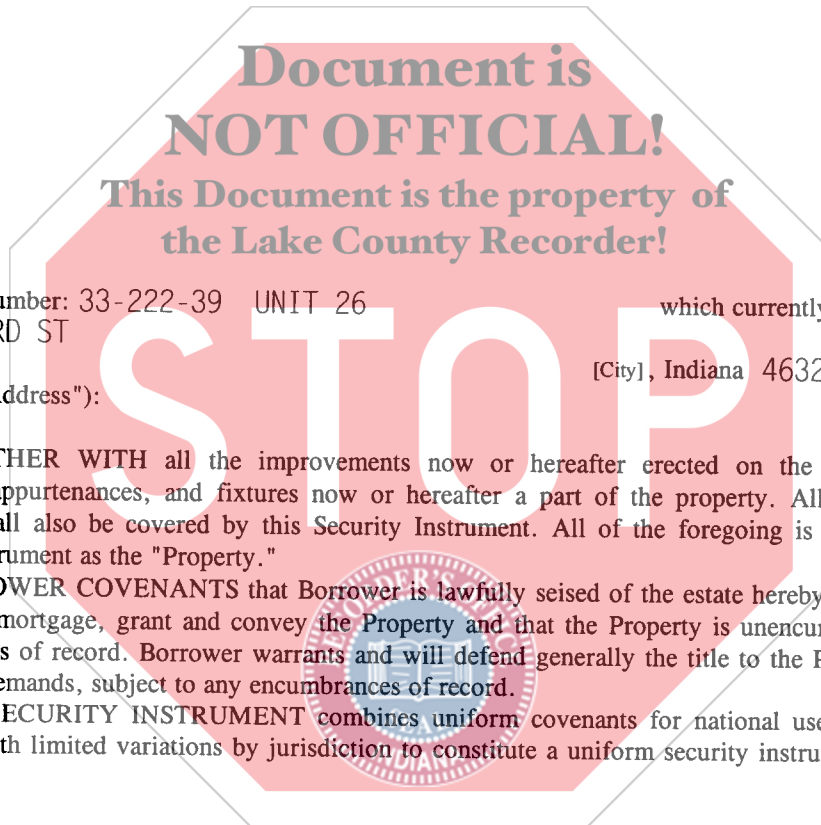 Document is
NOT OFFICIAL!
This Document is the property of
the Lake County Recorder!
umber: 33-222-39 UNIT 26 which currently
RD ST
[City], Indiana 4632
ddress"):
STOP
THER WITH all the improvements now or hereafter erected on the
ppurtenances, and fixtures now or hereafter a part of the property. All
all also be covered by this Security Instrument. All of the foregoing is
rument as the "Property."
OWER COVENANTS that Borrower is lawfully seised of the estate hereby
mortgage, grant and convey the Property and that the Property is unencum
s of record. Borrower warrants and will defend generally the title to the P
emands, subject to any encumbrances of record.
ECURITY INSTRUMENT combines uniform covenants for national use
th limited variations by jurisdiction to constitute a uniform security instru
RECORDER'S OFFICE
INDIANA